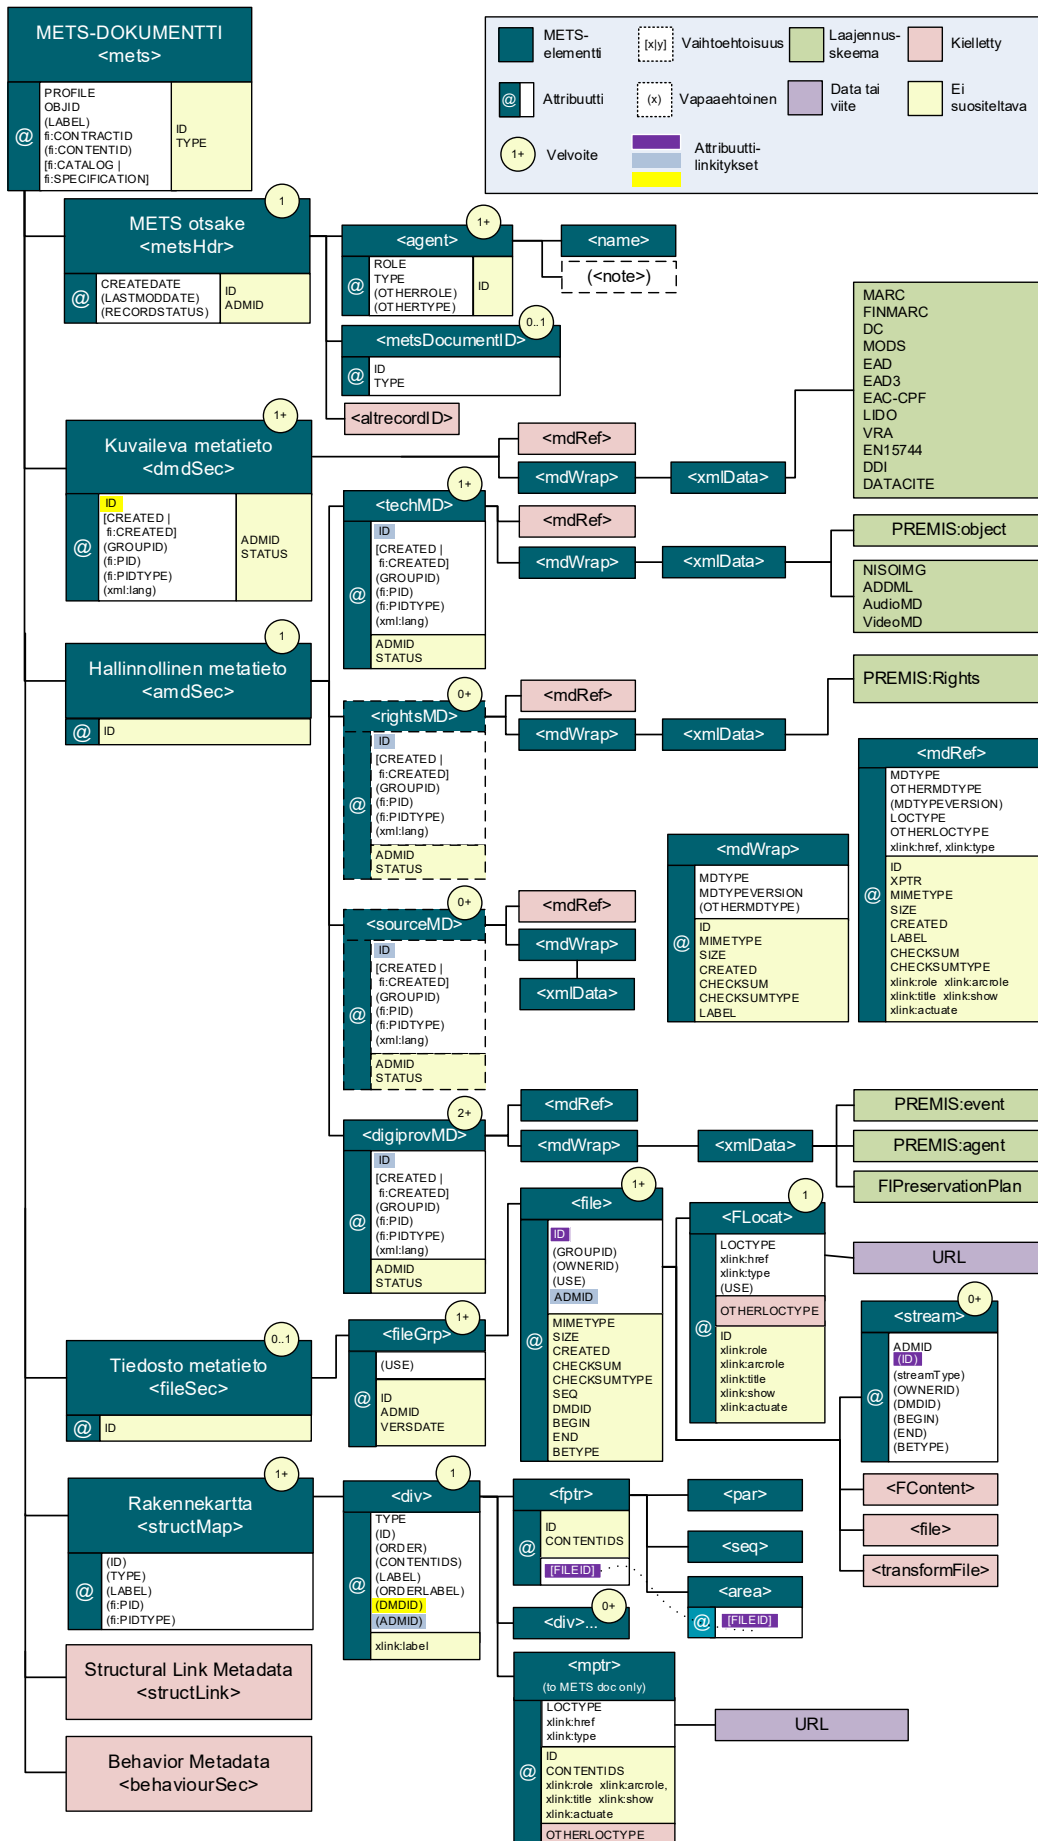 METS-DOKUMENTTI
<mets>
@
PROFILE
OBJID
(LABEL)
fi:CONTRACTID
(fi:CONTENTID)
[fi:CATALOG |
fi:SPECIFICATION]
ID
TYPE
METS-
elementti
[x|y]
Vaihtoehtoisuus
Laajennus-
skeema
Kielletty
@
Attribuutti
(x)
Vapaaehtoinen
Data tai
viite
Ei
suositeltava
1+
Velvoite
Attribuutti-
linkitykset
1
METS otsake
<metsHdr>
@
CREATEDATE
(LASTMODDATE)
(RECORDSTATUS)
ID
ADMID
1+
<agent>
@
ROLE
TYPE
(OTHERROLE)
(OTHERTYPE)
ID
<name>
(<note>)
0..1
<metsDocumentID>
@
ID
TYPE
<altrecordID>
1+
Kuvaileva metatieto
<dmdSec>
@
ID
[CREATED |
fi:CREATED]
(GROUPID)
(fi:PID)
(fi:PIDTYPE)
(xml:lang)
ADMID
STATUS
<mdRef>
<mdWrap>
<xmlData>
MARC
FINMARC
DC
MODS
EAD
EAD3
EAC-CPF
LIDO
VRA
EN15744
DDI
DATACITE
1
Hallinnollinen metatieto
<amdSec>
@
ID
1+
<techMD>
@
ID
[CREATED |
fi:CREATED]
(GROUPID)
(fi:PID)
(fi:PIDTYPE)
(xml:lang)
ADMID
STATUS
<mdRef>
<mdWrap>
<xmlData>
PREMIS:object
NISOIMG
ADDML
AudioMD
VideoMD
0+
<rightsMD>
@
ID
[CREATED |
fi:CREATED]
(GROUPID)
(fi:PID)
(fi:PIDTYPE)
(xml:lang)
ADMID
STATUS
<mdRef>
<mdWrap>
<xmlData>
PREMIS:Rights
<mdWrap>
@
MDTYPE
MDTYPEVERSION
(OTHERMDTYPE)
ID
MIMETYPE
SIZE
CREATED
CHECKSUM
CHECKSUMTYPE
LABEL
<mdRef>
@
MDTYPE
OTHERMDTYPE
(MDTYPEVERSION)
LOCTYPE
OTHERLOCTYPE
xlink:href, xlink:type
ID
XPTR
MIMETYPE
SIZE
CREATED
LABEL
CHECKSUM
CHECKSUMTYPE
xlink:role xlink:arcrole
xlink:title xlink:show
xlink:actuate
0+
<sourceMD>
@
ID
[CREATED |
fi:CREATED]
(GROUPID)
(fi:PID)
(fi:PIDTYPE)
(xml:lang)
ADMID
STATUS
<mdRef>
<mdWrap>
<xmlData>
2+
<digiprovMD>
@
ID
[CREATED |
fi:CREATED]
(GROUPID)
(fi:PID)
(fi:PIDTYPE)
(xml:lang)
ADMID
STATUS
<mdRef>
<mdWrap>
<xmlData>
PREMIS:event
PREMIS:agent
FIPreservationPlan
0..1
Tiedosto metatieto
<fileSec>
@
ID
1+
<fileGrp>
@
(USE)
ID
ADMID
VERSDATE
1+
<file>
@
ID
(GROUPID)
(OWNERID)
(USE)
ADMID
MIMETYPE
SIZE
CREATED
CHECKSUM
CHECKSUMTYPE
SEQ
DMDID
BEGIN
END
BETYPE
1
<FLocat>
@
LOCTYPE
xlink:href
xlink:type
(USE)
OTHERLOCTYPE
ID
xlink:role
xlink:arcrole
xlink:title
xlink:show
xlink:actuate
URL
0+
<stream>
@
ADMID
(ID)
(streamType)
(OWNERID)
(DMDID)
(BEGIN)
(END)
(BETYPE)
<FContent>
<file>
<transformFile>
1+
Rakennekartta
<structMap>
@
(ID)
(TYPE)
(LABEL)
(fi:PID)
(fi:PIDTYPE)
1
<div>
@
TYPE
(ID)
(ORDER)
(CONTENTIDS)
(LABEL)
(ORDERLABEL)
(DMDID)
(ADMID)
xlink:label
<fptr>
@
ID
CONTENTIDS
[FILEID]
<par>
<seq>
<area>
@
[FILEID]
0+
<div>...
<mptr>
(to METS doc only)
@
LOCTYPE
xlink:href
xlink:type
ID
CONTENTIDS
xlink:role xlink:arcrole,
xlink:title xlink:show
xlink:actuate
OTHERLOCTYPE
URL
Structural Link Metadata
<structLink>
Behavior Metadata
<behaviourSec>